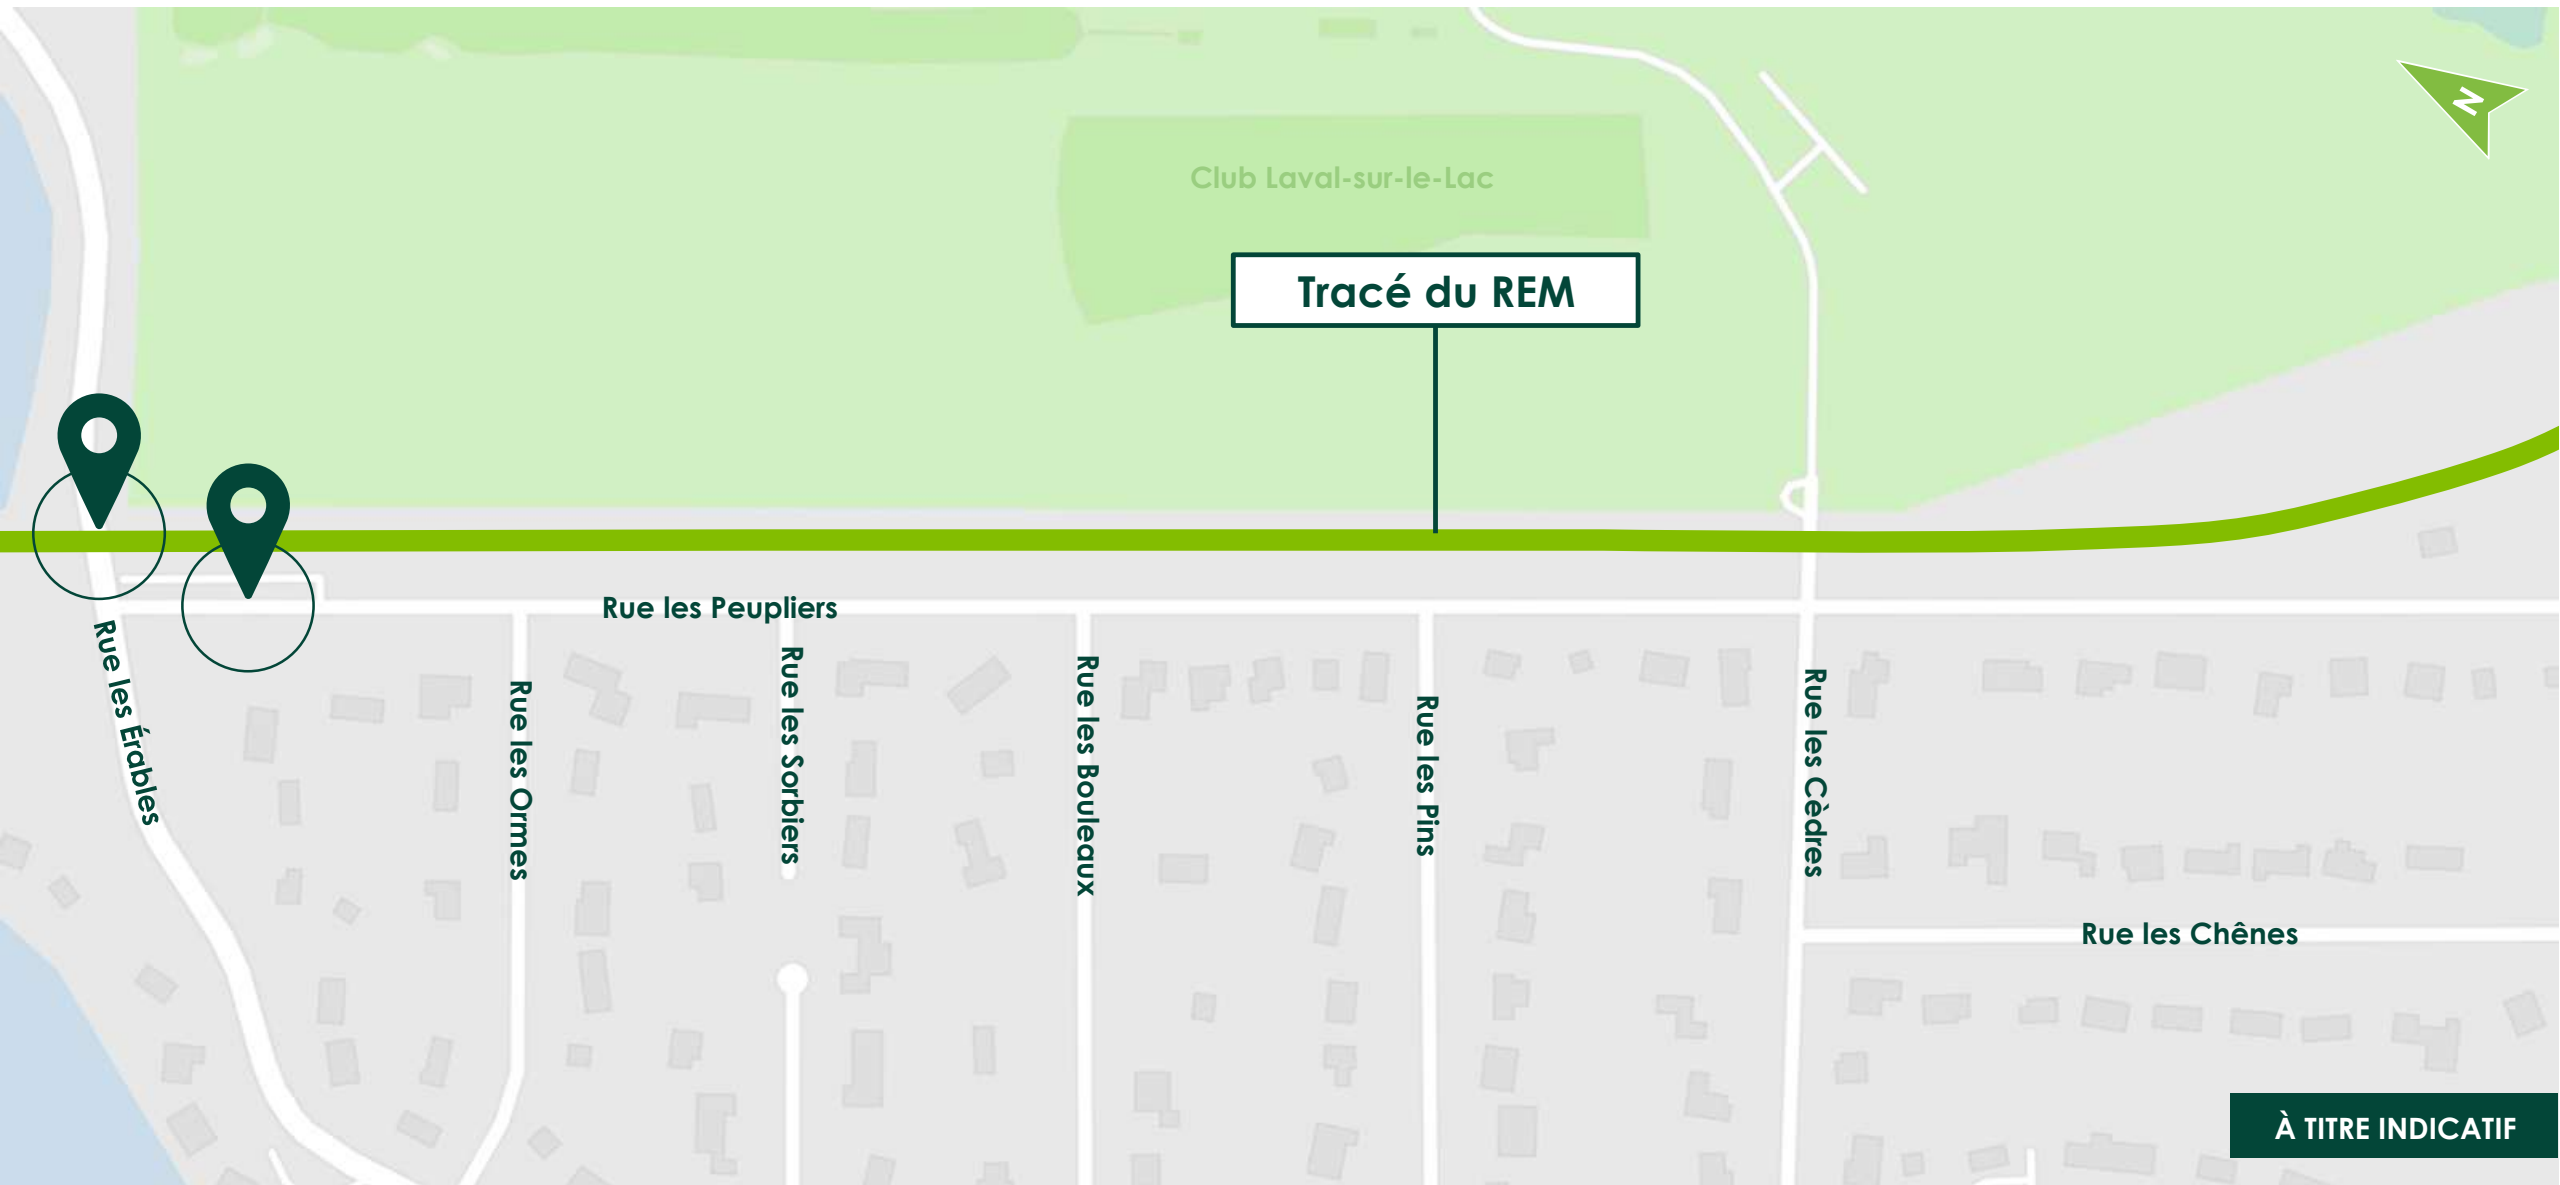 Club Laval-sur-le-Lac
N
Tracé du REM
Rue les Peupliers
Rue les Érables
Rue les Ormes
Rue les Sorbiers
Rue les Bouleaux
Rue les Pins
Rue les Cèdres
Rue les Chênes
À TITRE INDICATIF